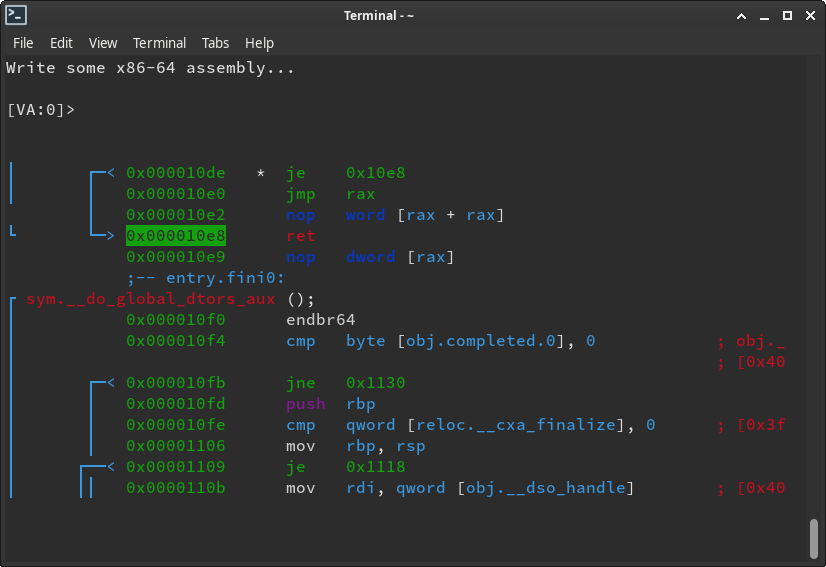 Terminal - ~
File Edit View Terminal Tabs Help
Write some x86-64 assembly...
[VA:0]>
< 0x000010de * je 0x10e8
0x000010e0 jmp rax
0x000010e2 nop word [rax + rax]
> 0x000010e8 ret
0x000010e9 nop dword [rax]
;-- entry.fini0:
sym.__do_global_dtors_aux ();
0x000010f0 endbr64
0x000010f4 cmp byte [obj.completed.0], 0 ; obj._
; [0x40
< 0x000010fb jne 0x1130
0x000010fd push rbp
0x000010fe cmp qword [reloc.__cxa_finalize], 0 ; [0x3f
0x00001106 mov rbp, rsp
< 0x00001109 je 0x1118
0x0000110b mov rdi, qword [obj.__dso_handle] ; [0x40